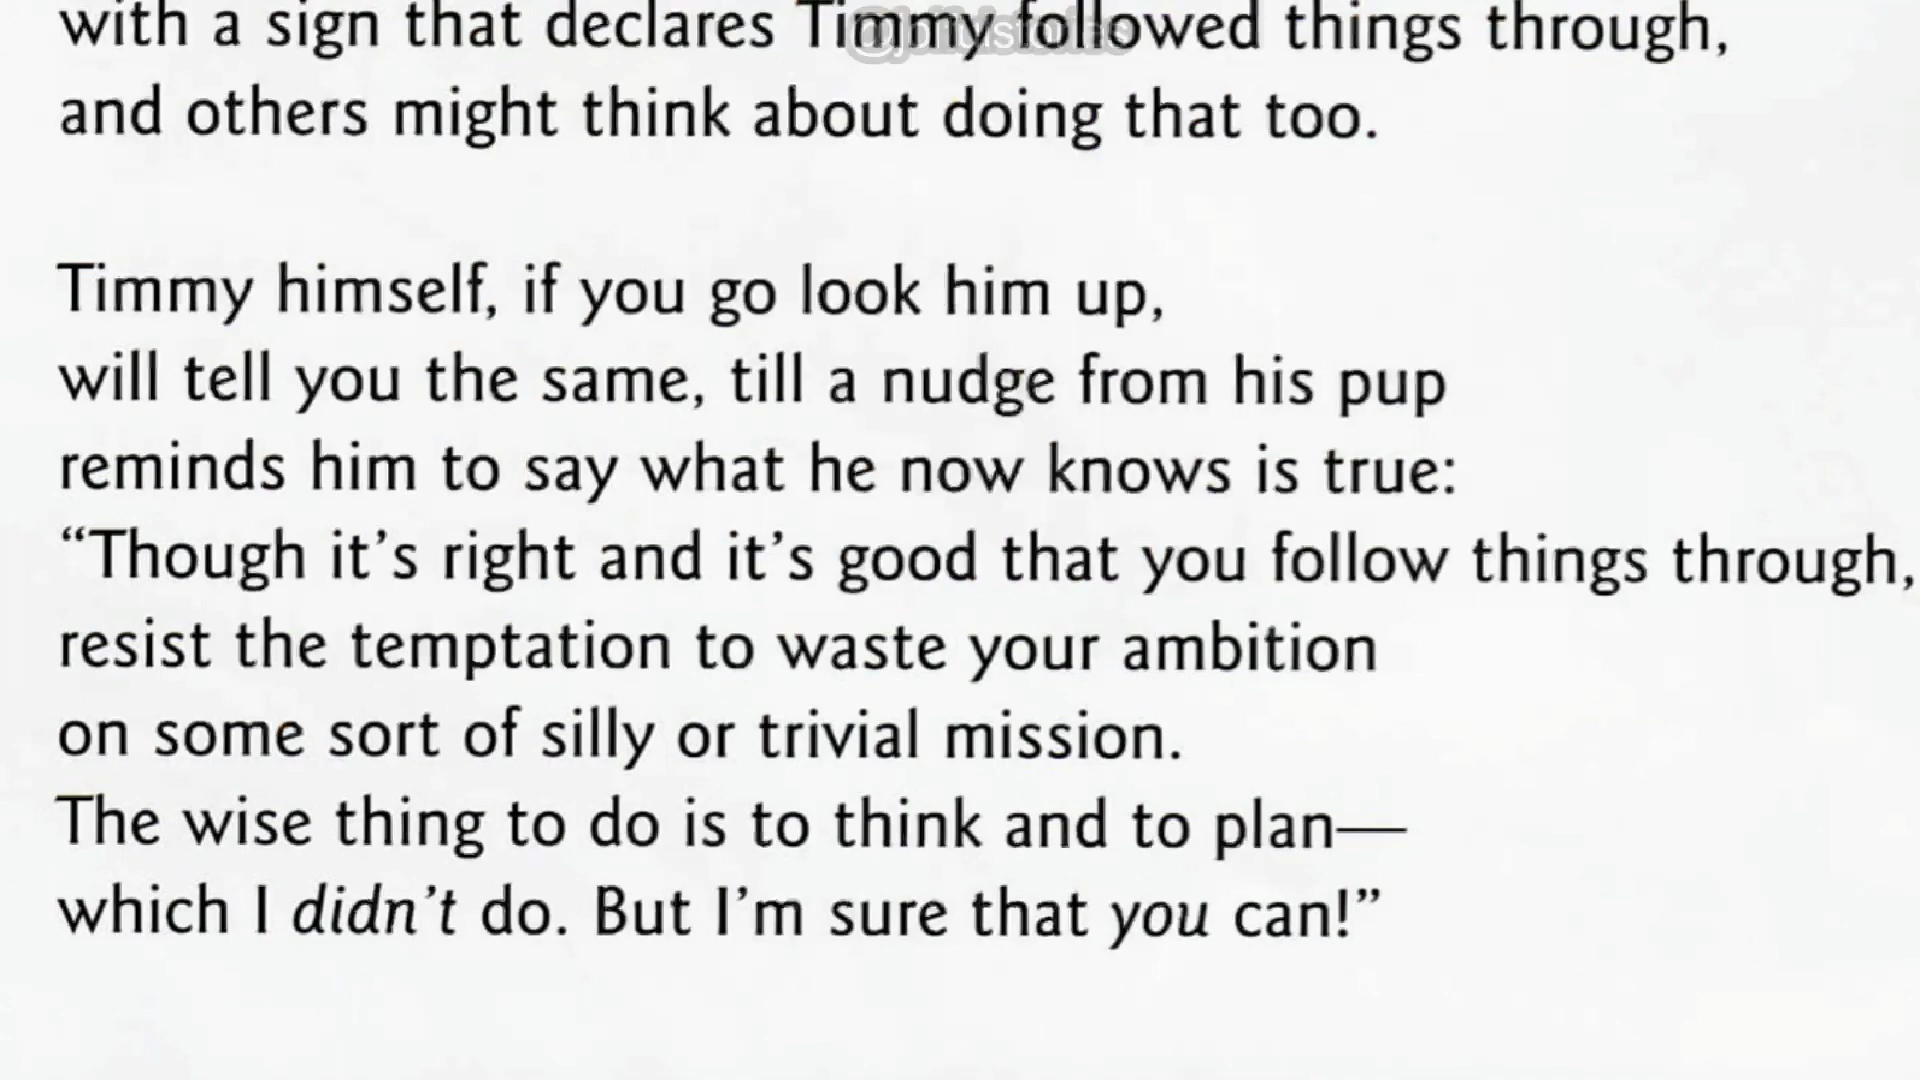 with a sign that declares Timmy followed things through,
and others might think about doing that too.
Timmy himself, if you go look him up,
will tell you the same, till a nudge from his pup
reminds him to say what he now knows is true:
“Though it’s right and it’s good that you follow things through,
resist the temptation to waste your ambition
on some sort of silly or trivial mission.
The wise thing to do is to think and to plan—
which I didn’t do. But I’m sure that you can!”